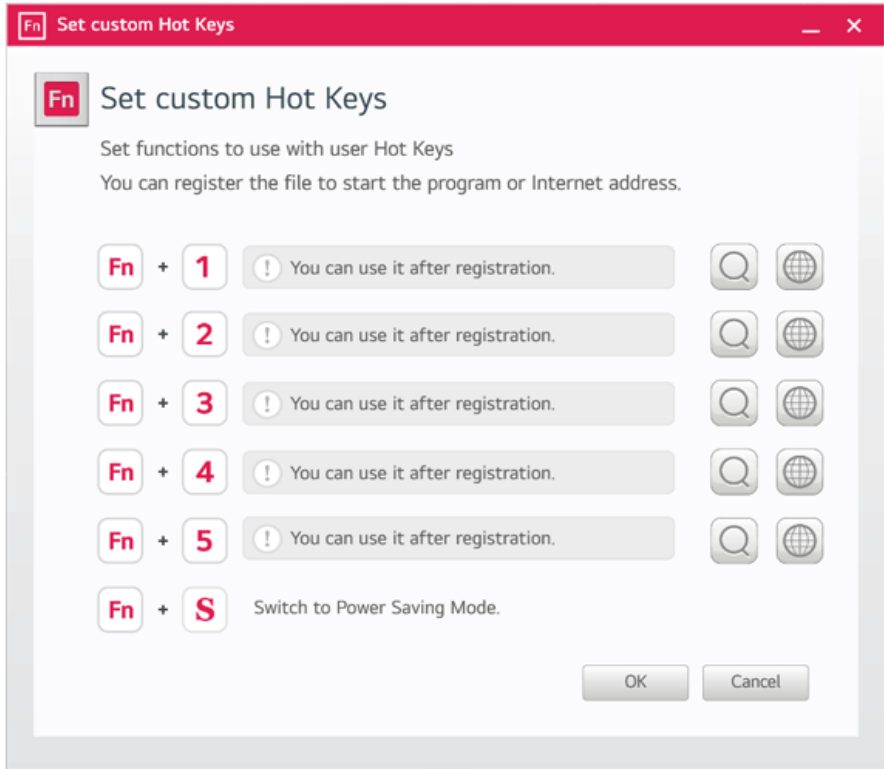 Fn Set custom Hot Keys
Fn Set custom Hot Keys
Set functions to use with user Hot Keys
You can register the file to start the program or Internet address.
Fn + 1 ! You can use it after registration.
Fn + 2 ! You can use it after registration.
Fn + 3 ! You can use it after registration.
Fn + 4 ! You can use it after registration.
Fn + 5 ! You can use it after registration.
Fn + S Switch to Power Saving Mode.
OK Cancel